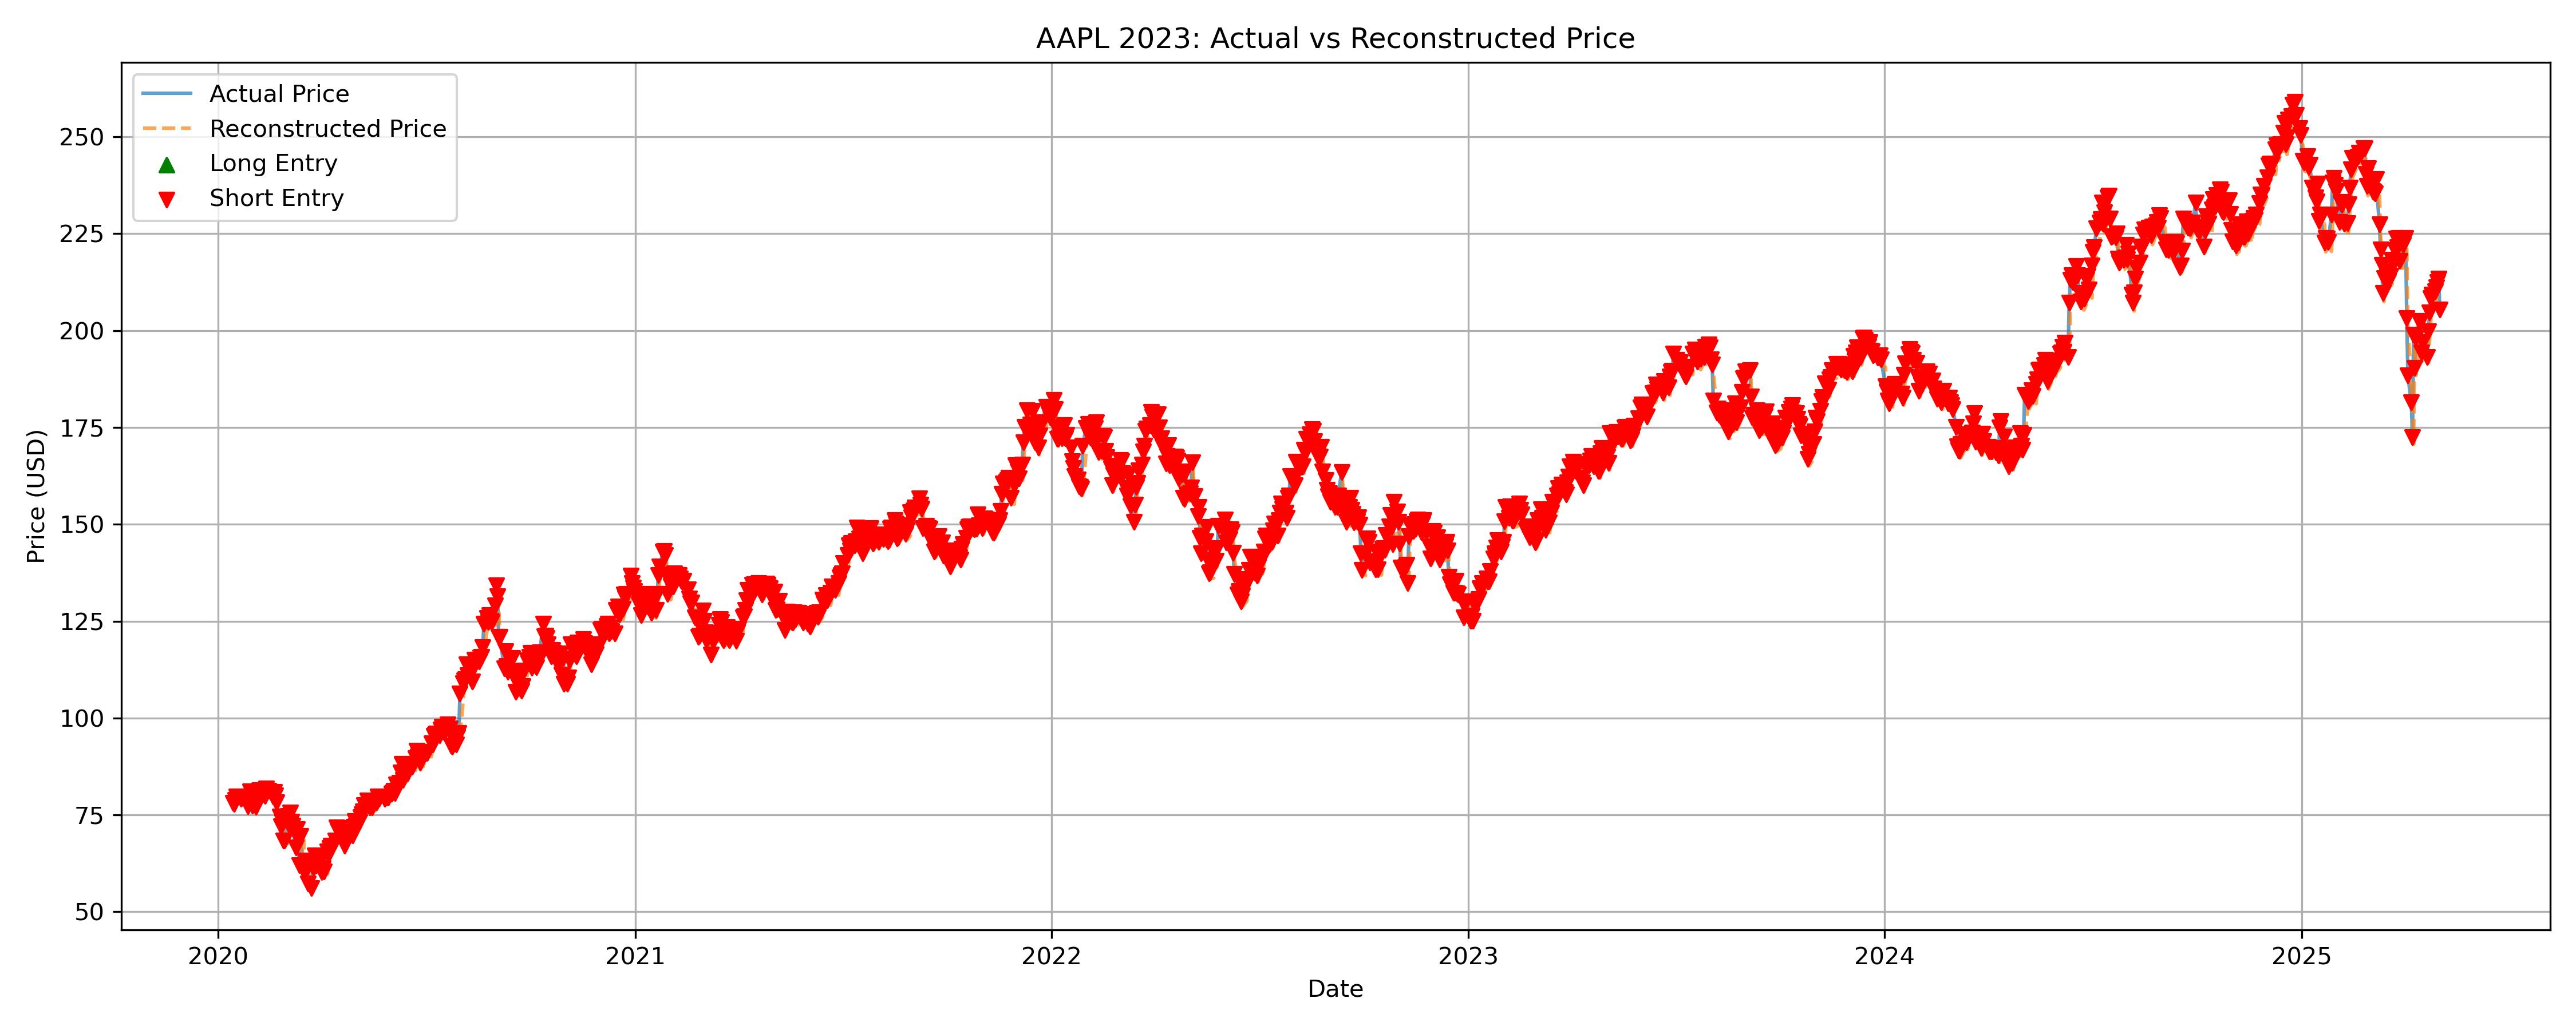 AAPL 2023: Actual vs Reconstructed Price
Actual Price
Reconstructed Price
Long Entry
Short Entry
Price (USD)
250
225
200
175
150
125
100
75
50
2020
2021
2022
2023
2024
2025
Date